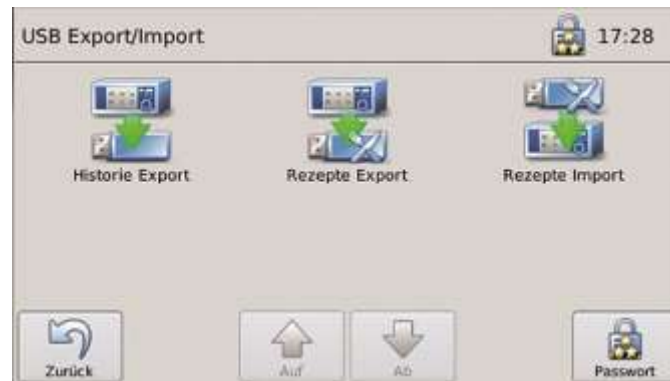 USB Export/Import 17:28
Historie Export Rezepte Export Rezepte Import
Zurück Auf Ab Passwort